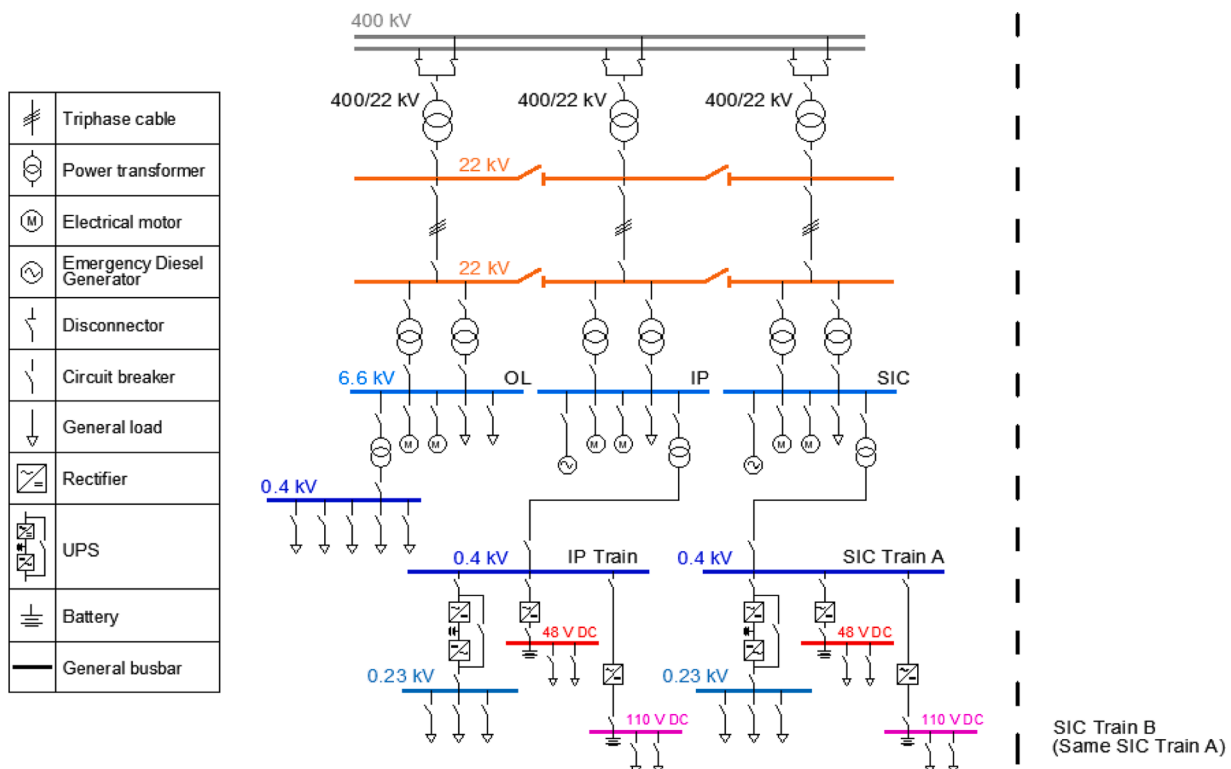 400 kV
400/22 kV
400/22 kV
400/22 kV
Triphase cable
Power transformer
M
Electrical motor
Emergency Diesel
Generator
Disconnector
Circuit breaker
General load
Rectifier
UPS
Battery
General busbar
22 kV
22 kV
6.6 kV
OL
IP
SIC
M
M
M
M
M
M
0.4 kV
0.4 kV
IP Train
0.4 kV
SIC Train A
48 V DC
48 V DC
0.23 kV
0.23 kV
110 V DC
110 V DC
SIC Train B
(Same SIC Train A)